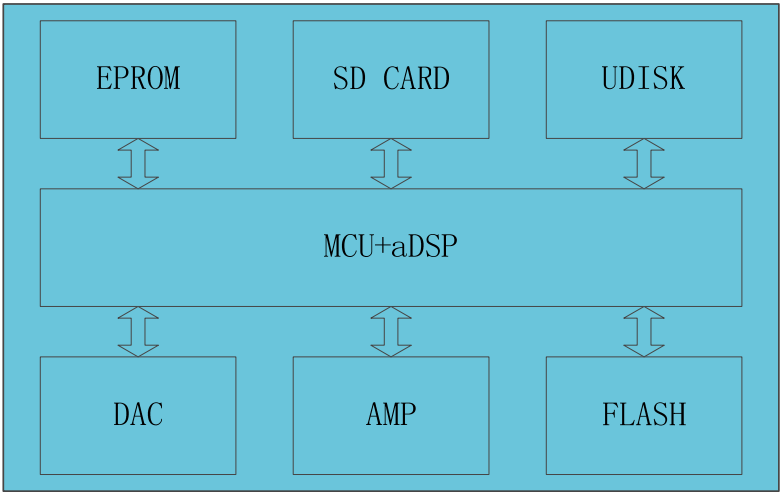 EPROM
SD CARD
UDISK
MCU+aDSP
DAC
AMP
FLASH